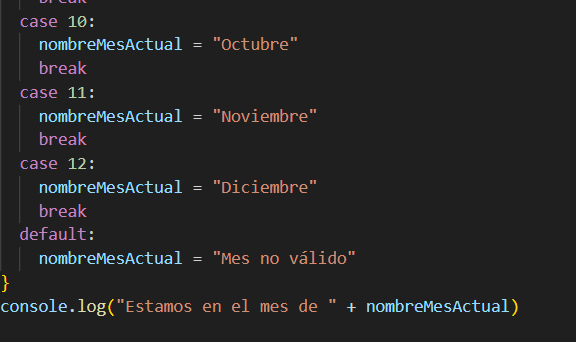 break
case 10:
nombreMesActual = "Octubre"
break
case 11:
nombreMesActual = "Noviembre"
break
case 12:
nombreMesActual = "Diciembre"
break
default:
nombreMesActual = "Mes no válido"
}
console.log("Estamos en el mes de " + nombreMesActual)